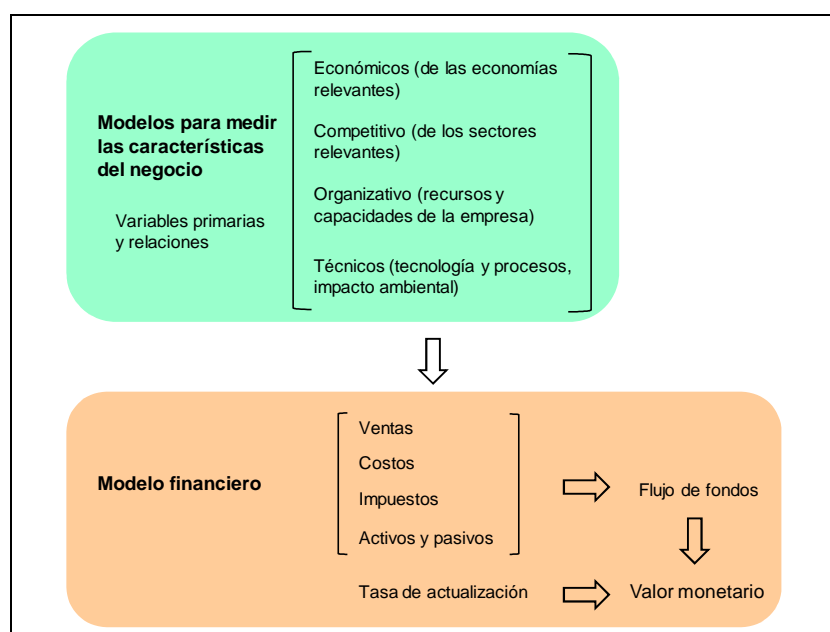 Modelos para medir
las características
del negocio
Variables primarias
y relaciones
Económicos (de las economías
relevantes)
Competitivo (de los sectores
relevantes)
Organizativo (recursos y
capacidades de la empresa)
Técnicos (tecnología y procesos,
impacto ambiental)
Modelo financiero
Ventas
Costos
Impuestos
Activos y pasivos
Flujo de fondos
Tasa de actualización
Valor monetario